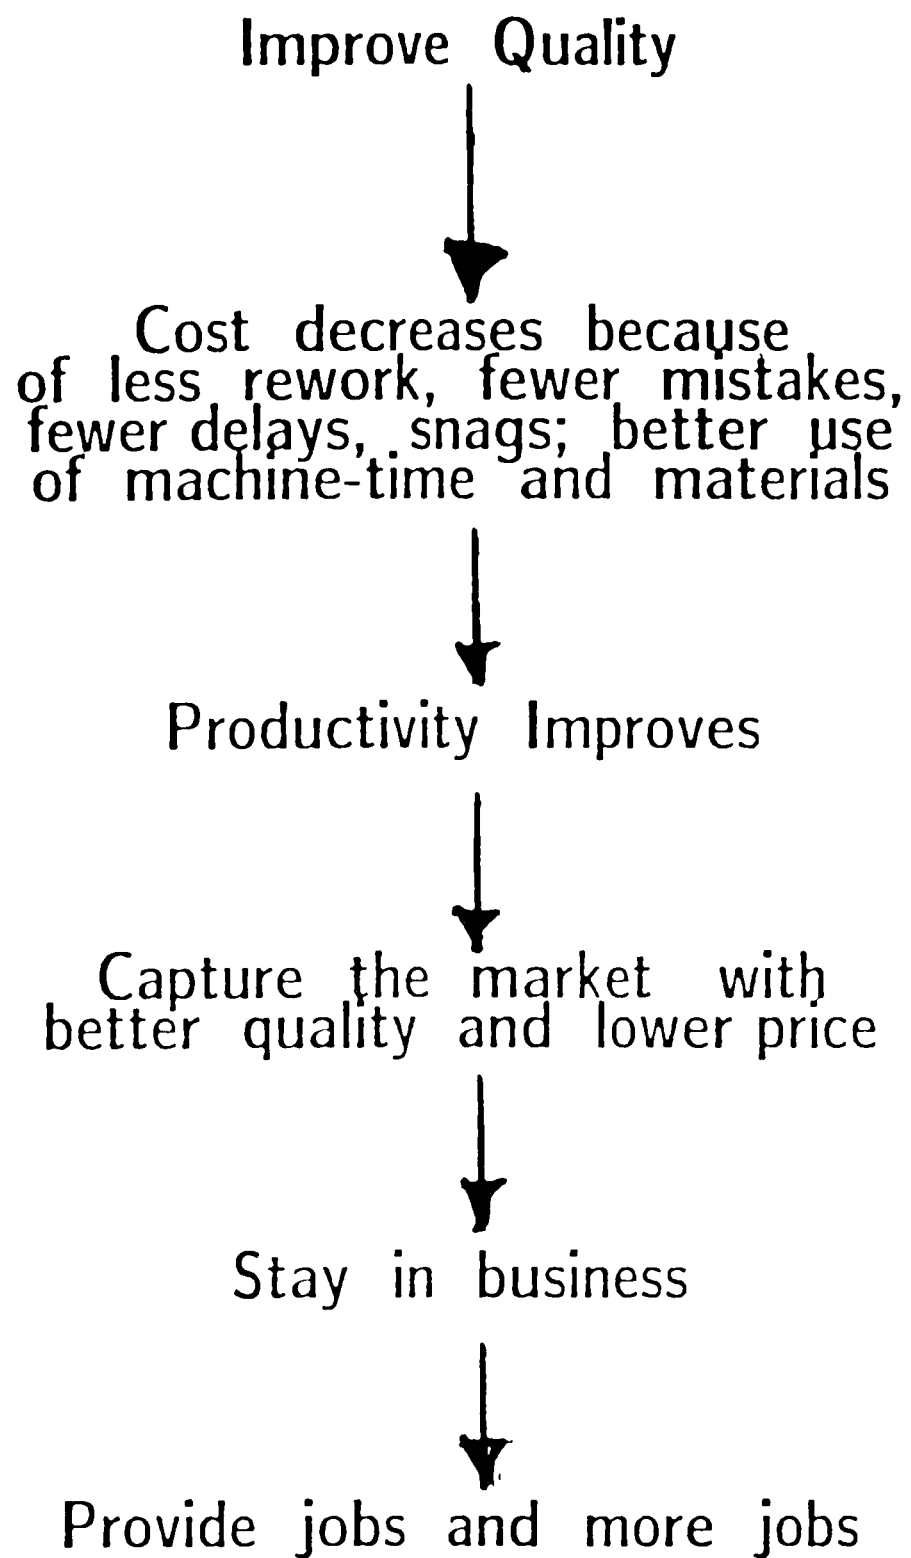 Improve Quality
Cost decreases because
of less rework, fewer mistakes,
fewer delays, snags; better use
of machine-time and materials
Productivity Improves
Capture the market with
better quality and lower price
Stay in business
Provide jobs and more jobs